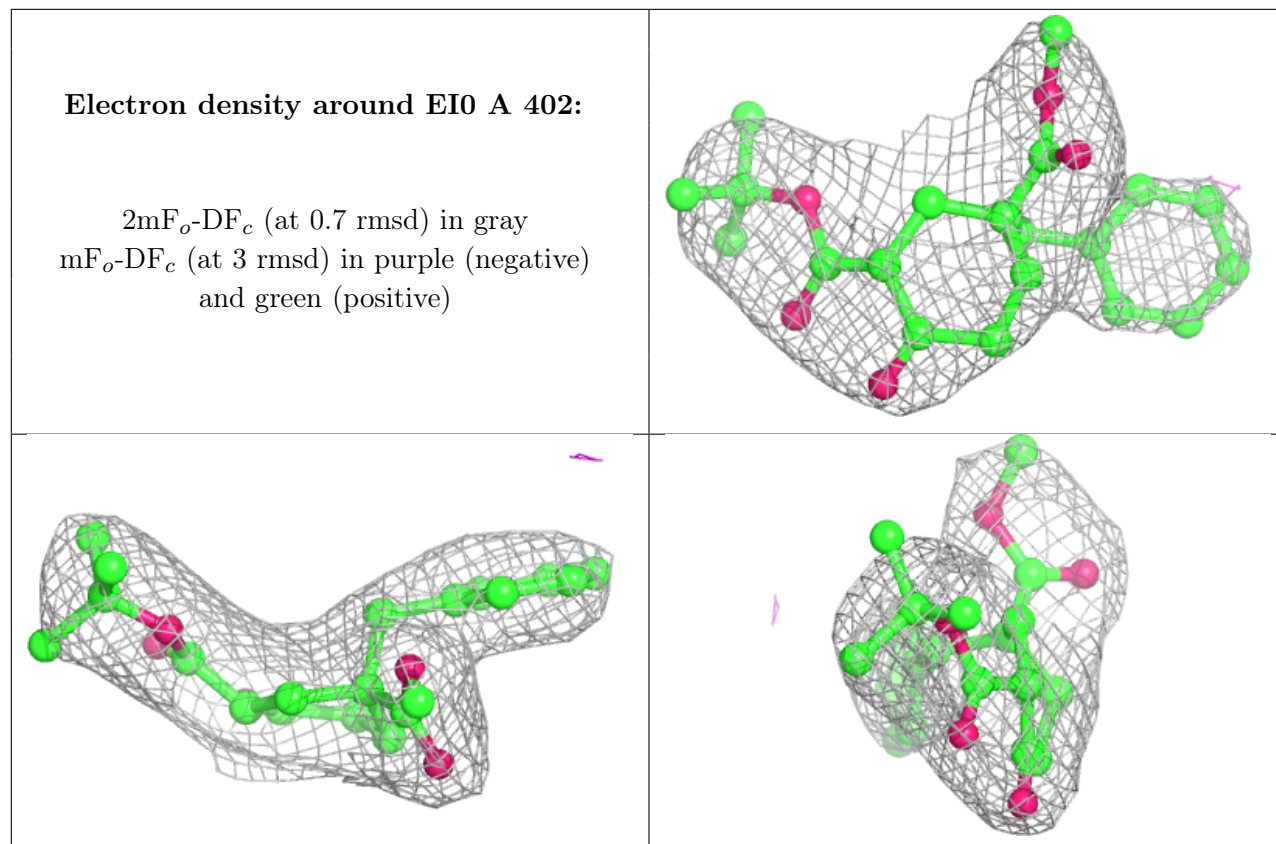 Electron density around EI0 A 402:
2mFo-DFc (at 0.7 rmsd) in gray
mFo-DFc (at 3 rmsd) in purple (negative)
and green (positive)